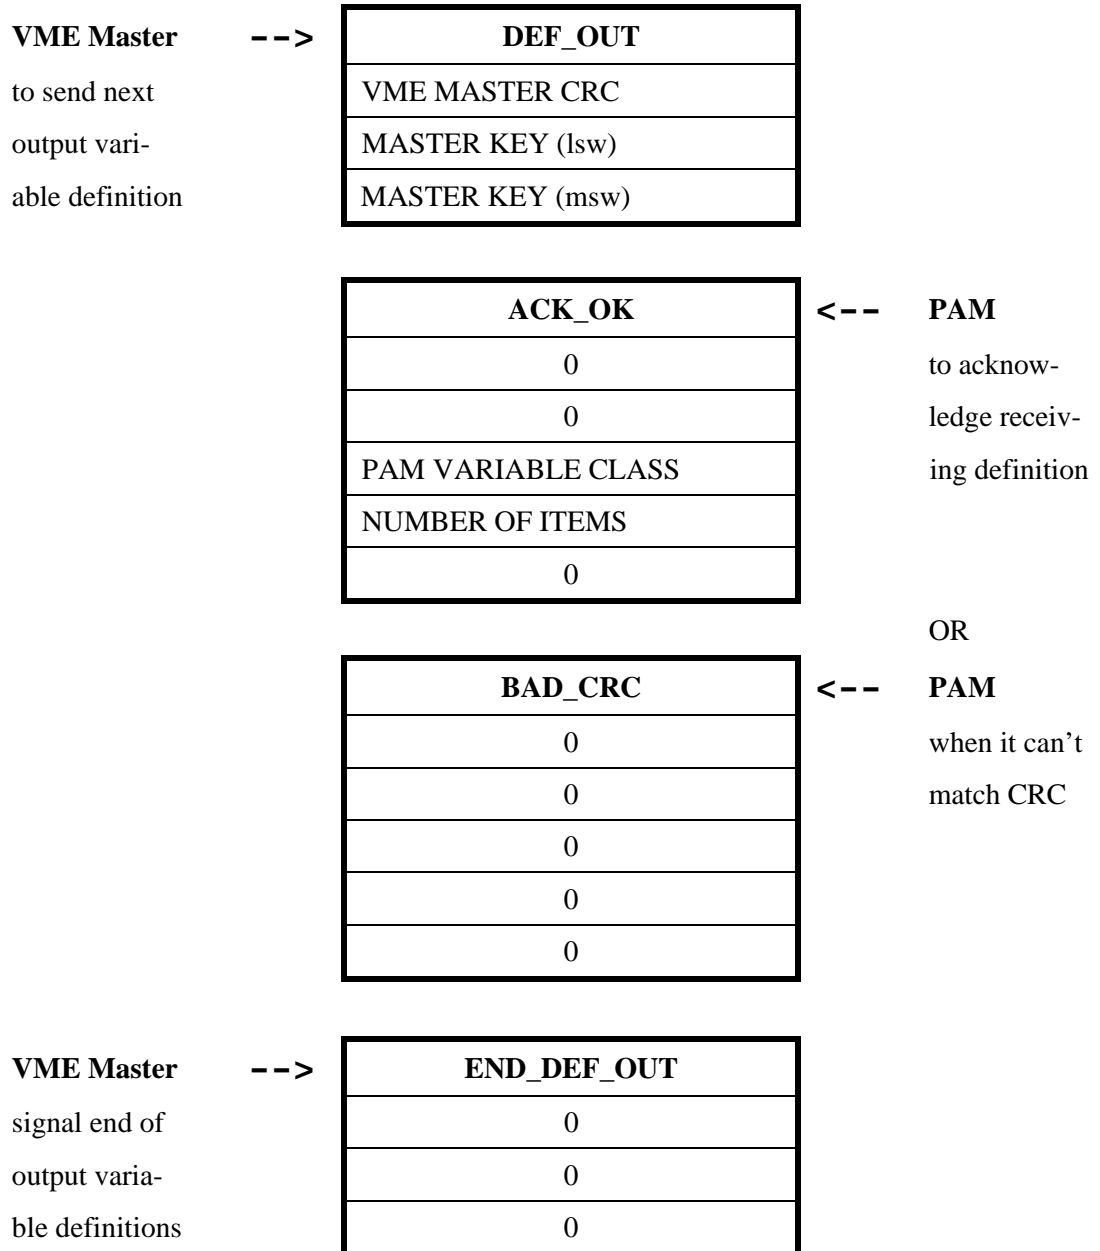 VME Master --> DEF_OUT
to send next VME MASTER CRC
output vari- MASTER KEY (lsw)
able definition MASTER KEY (msw)
ACK_OK <-- PAM
0 to acknow-
0 ledge receiv-
PAM VARIABLE CLASS ing definition
NUMBER OF ITEMS
0
OR
BAD_CRC <-- PAM
0 when it can’t
0 match CRC
0
0
0
VME Master --> END_DEF_OUT
signal end of 0
output varia- 0
ble definitions 0